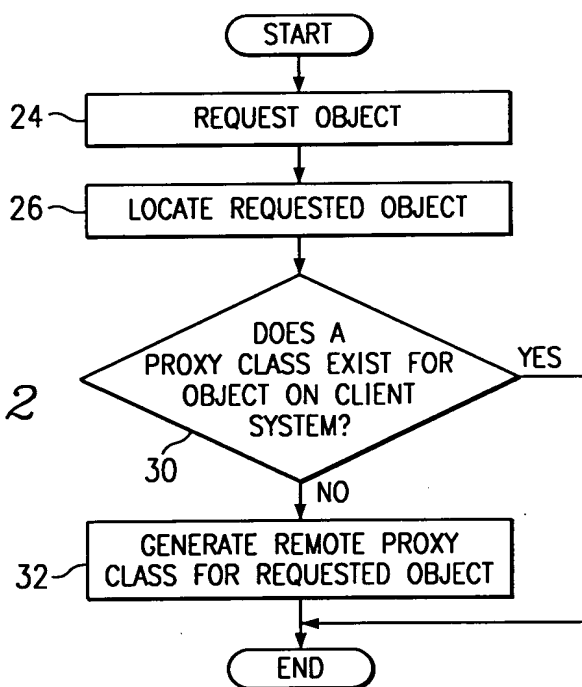 START
24
REQUEST OBJECT
26
LOCATE REQUESTED OBJECT
DOES A
PROXY CLASS EXIST FOR
OBJECT ON CLIENT
SYSTEM?
YES
2
30
NO
32
GENERATE REMOTE PROXY
CLASS FOR REQUESTED OBJECT
END